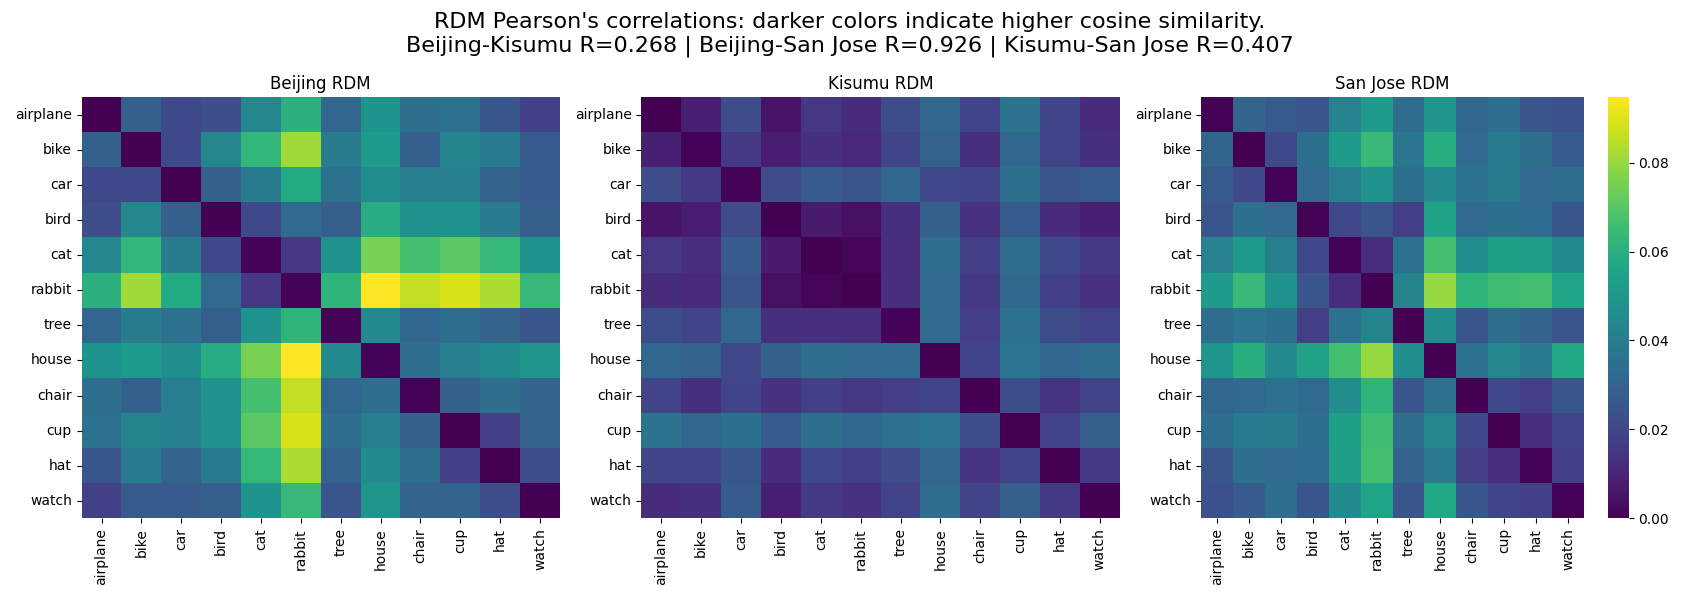 RDM Pearson's correlations: darker colors indicate higher cosine similarity.
Beijing-Kisumu R=0.268 | Beijing-San Jose R=0.926 | Kisumu-San Jose R=0.407
Beijing RDM
airplane
bike
car
bird
cat
rabbit
tree
house
chair
cup
hat
watch
airplane
bike
car
bird
cat
rabbit
tree
house
chair
cup
hat
watch
Kisumu RDM
airplane
bike
car
bird
cat
rabbit
tree
house
chair
cup
hat
watch
airplane
bike
car
bird
cat
rabbit
tree
house
chair
cup
hat
watch
San Jose RDM
airplane
bike
car
bird
cat
rabbit
tree
house
chair
cup
hat
watch
airplane
bike
car
bird
cat
rabbit
tree
house
chair
cup
hat
watch
0.08
0.06
0.04
0.02
0.00